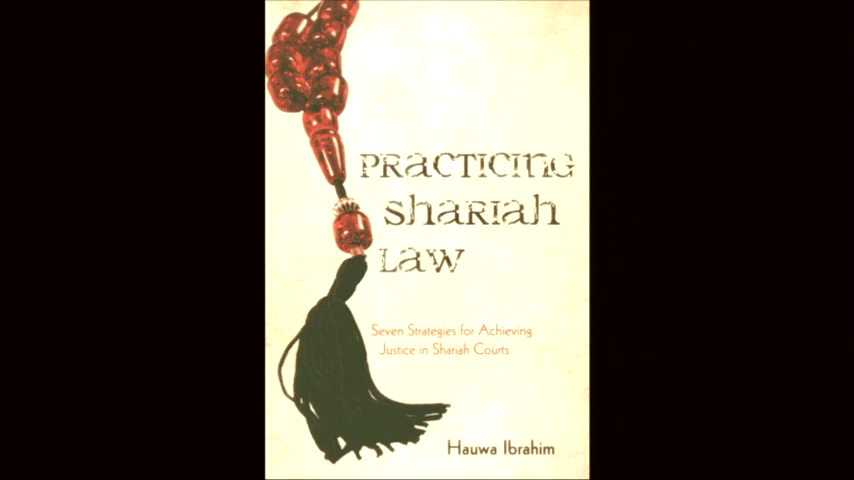 PRACTICING
SHARIAH
LAW
Seven Strategies for Achieving
Justice in Shariah Courts
Hauwa Ibrahim